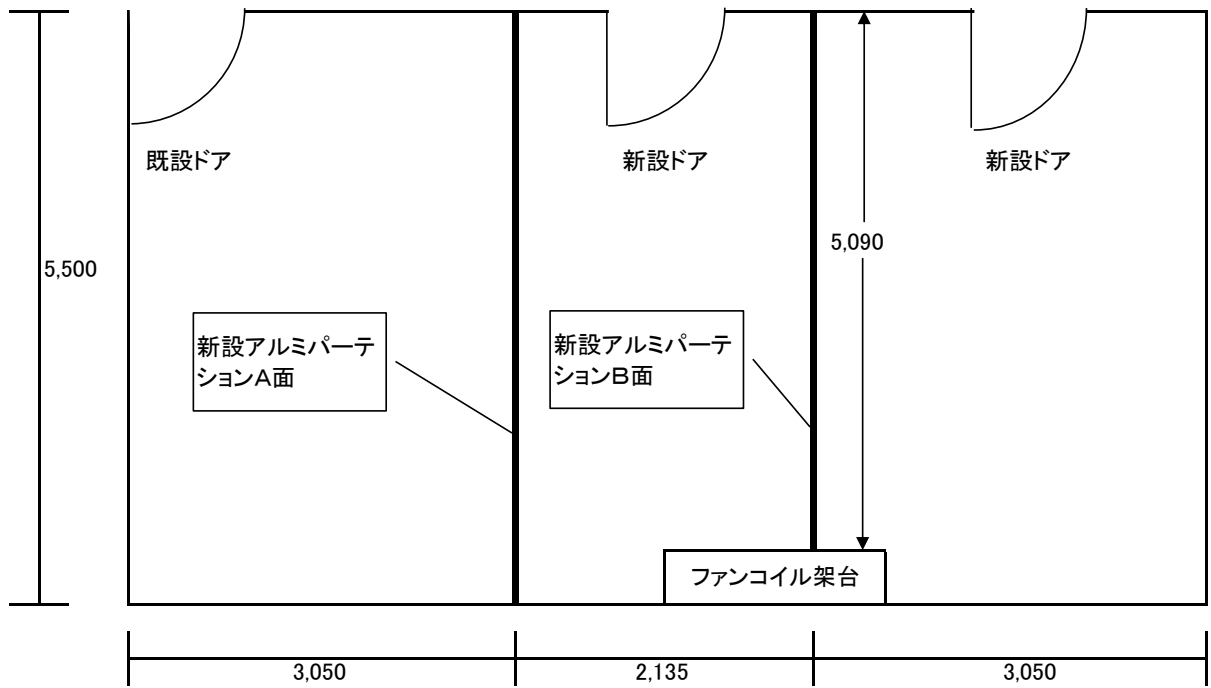 既設ドア
新設ドア
新設ドア
5,090
5,500
新設アルミパーテ
ションA面
新設アルミパーテ
ションB面
ファンコイル架台
3,050
2,135
3,050